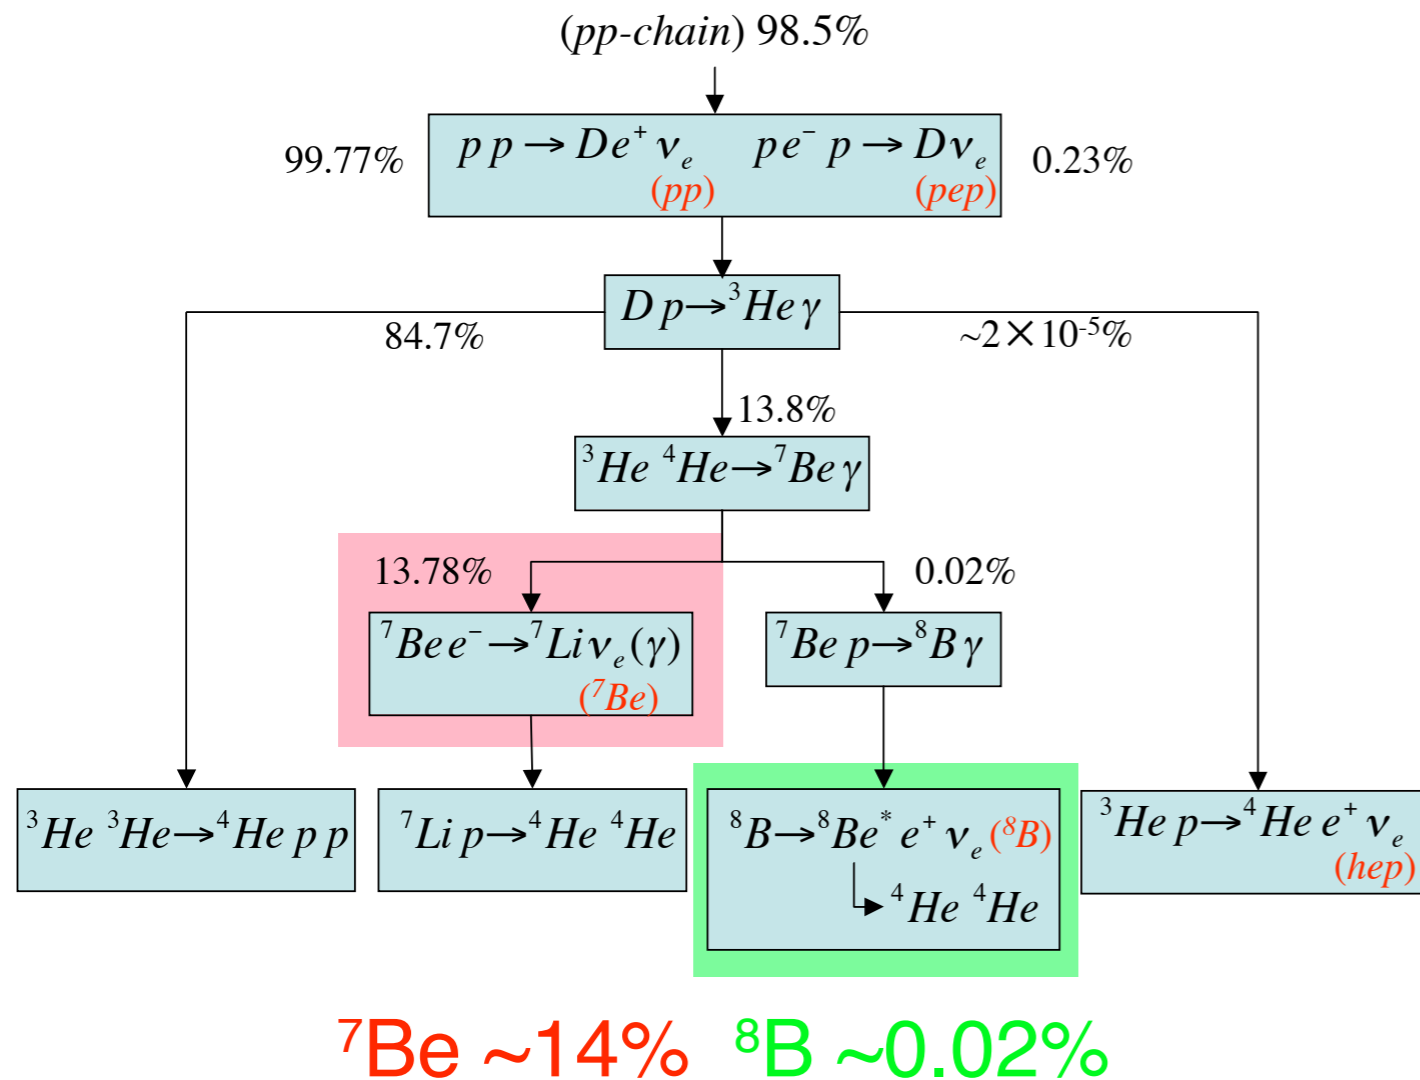 (pp-chain) 98.5%
99.77% p p → D e⁺ νₑ p e⁻ p → D νₑ 0.23%
(pp) (pep)
D p → ³He γ
84.7% ~2×10⁻⁵%
13.8%
³He ⁴He → ⁷Be γ
13.78% 0.02%
⁷Be e⁻ → ⁷Li νₑ (γ) ⁷Be p → ⁸B γ
(⁷Be)
³He ³He → ⁴He p p ⁷Li p → ⁴He ⁴He ⁸B → ⁸Be* e⁺ νₑ (⁸B) ³He p → ⁴He e⁺ νₑ
(hep)
⁴He ⁴He
⁷Be ~14% ⁸B ~0.02%